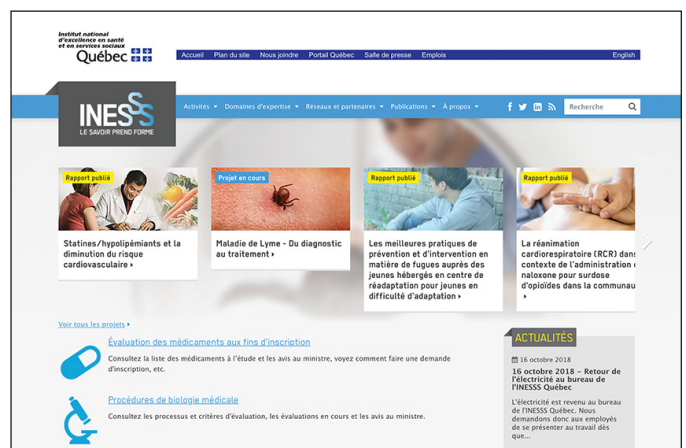 Institut national
d'excellence en santé
et en services sociaux
Québec
Accueil Plan du site Nous joindre Portail Québec Salle de presse Emplois English
INESSS
LE SAVOIR PREND FORME
Activités Domaines d'expertise Réseaux et partenaires Publications À propos Recherche
Rapport publié
Statines/hypolipémiants et la
diminution du risque
cardiovasculaire
Projet en cours
Maladie de Lyme - Du diagnostic
au traitement
Rapport publié
Les meilleures pratiques de
prévention et d'intervention en
matière de fugues auprès des
jeunes hébergés en centre de
réadaptation pour jeunes en
difficulté d'adaptation
Rapport publié
La réanimation
cardiorespiratoire (RCR) dans
contexte de l'administration
naloxone pour surdose
d'opioïdes dans la communau
Voir tous les projets
Évaluation des médicaments aux fins d'inscription
Consultez la liste des médicaments à l'étude et les avis au ministre, voyez comment faire une demande
d'inscription, etc.
Procédures de biologie médicale
Consultez les processus et critères d'évaluation, les évaluations en cours et les avis au ministre.
ACTUALITÉS
16 octobre 2018
16 octobre 2018 – Retour de
l'électricité au bureau de
l'INESSS Québec
L'électricité est revenu au bureau
de l'INESSS Québec. Nous
demandons donc aux employés
de se présenter au travail dès
que...